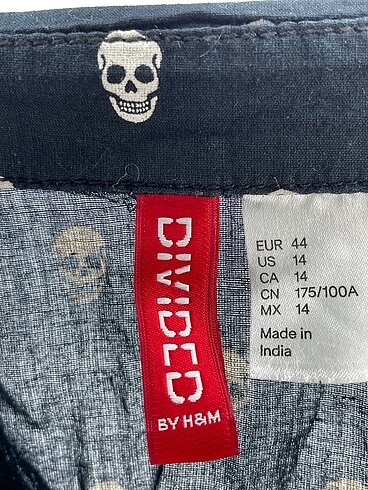 DIVIDED
BY H&M
EUR 44
US 14
CA 14
CN 175/100A
MX 14
Made in
India